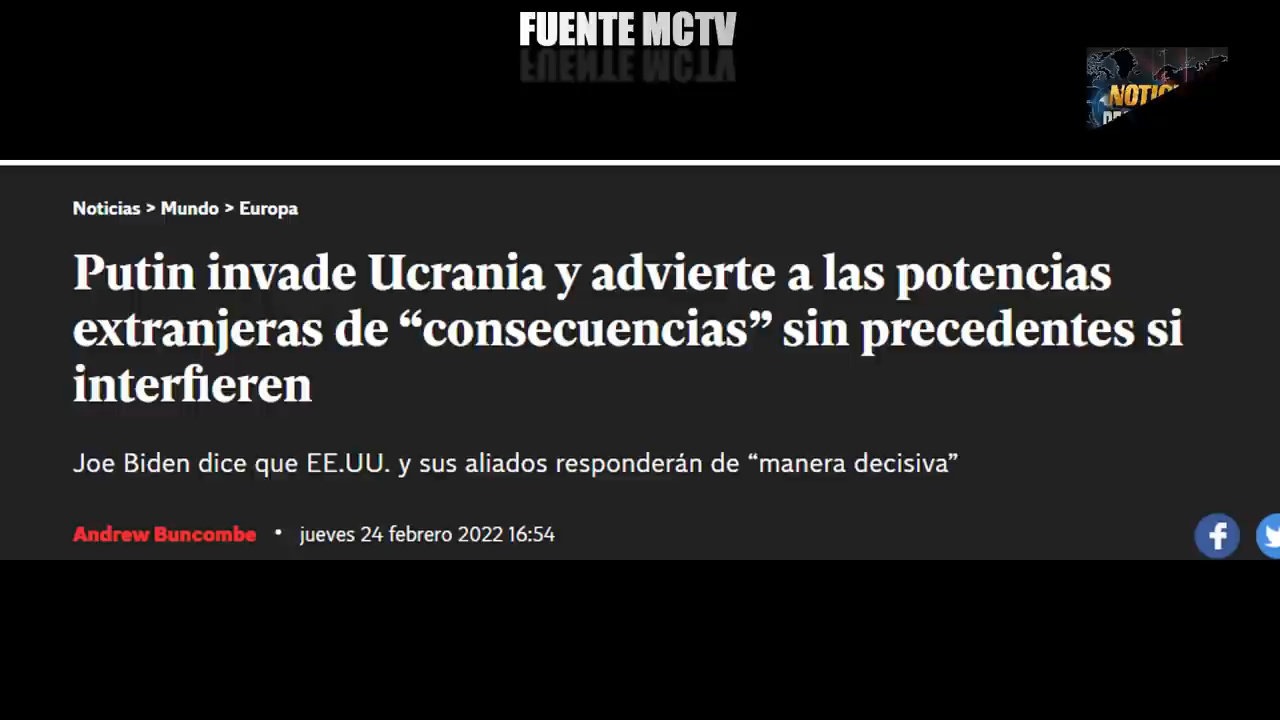 FUENTE MCTV
Noticias > Mundo > Europa
Putin invade Ucrania y advierte a las potencias
extranjeras de “consecuencias” sin precedentes si
interfieren
Joe Biden dice que EE.UU. y sus aliados responderán de “manera decisiva”
Andrew Buncombe • jueves 24 febrero 2022 16:54